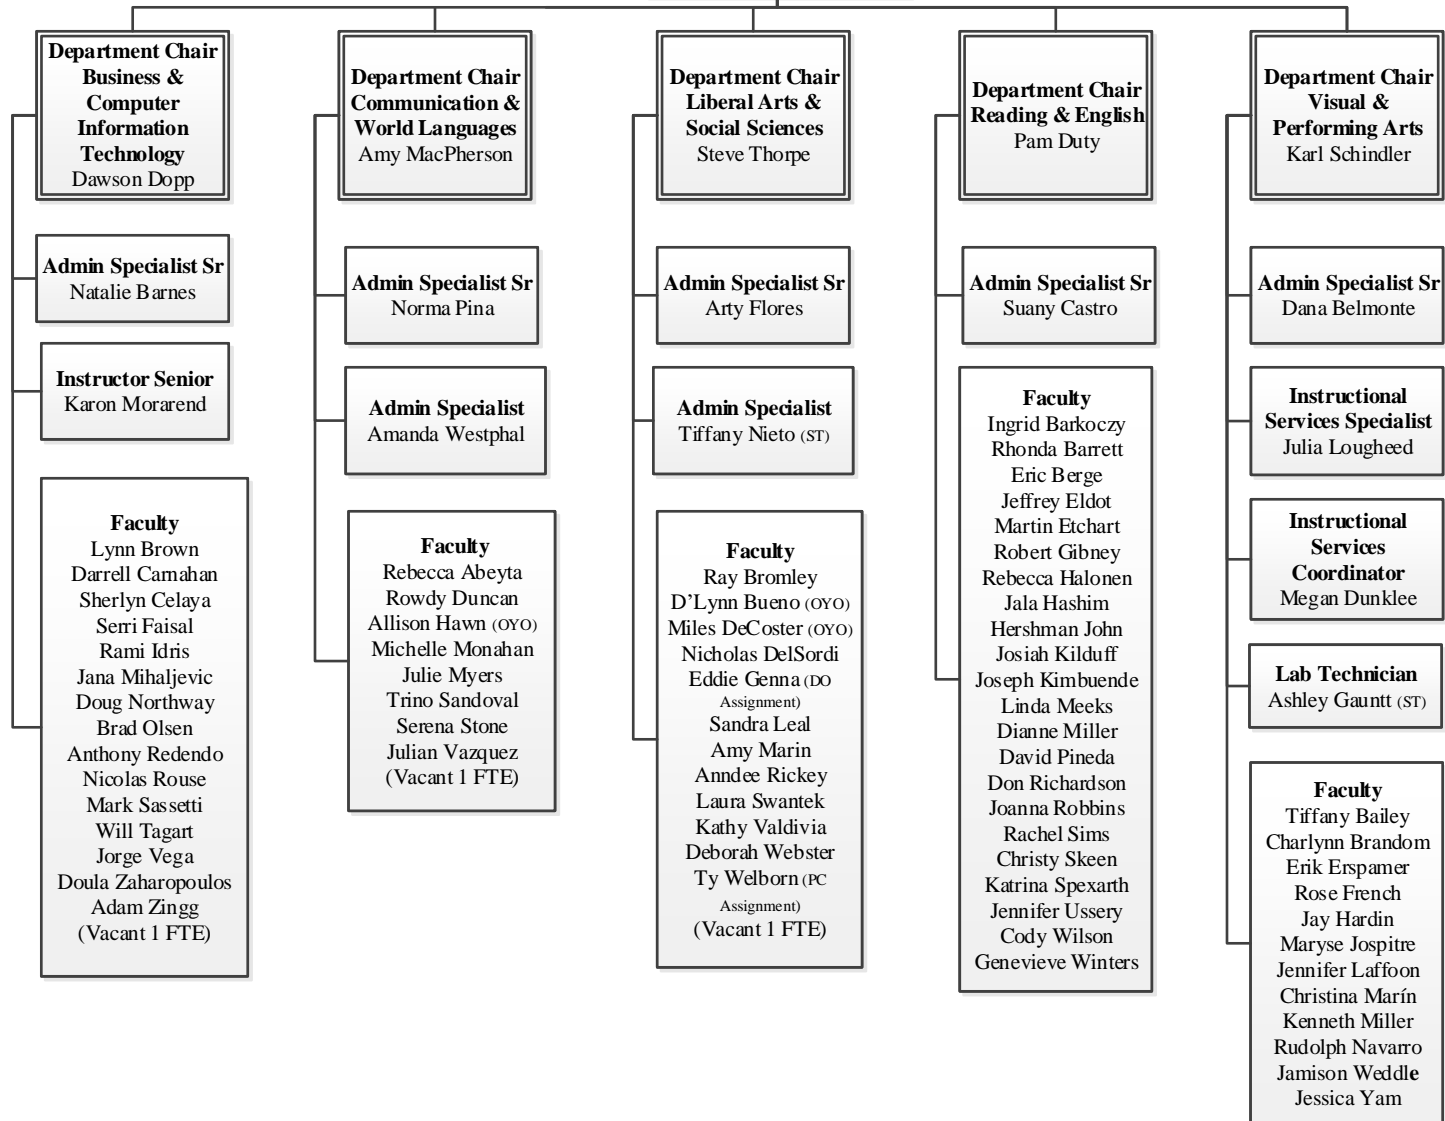 Department Chair
Business &
Computer
Information
Technology
Dawson Dopp
Admin Specialist Sr
Natalie Barnes
Instructor Senior
Karon Morarend
Faculty
Lynn Brown
Darrell Carnahan
Sherlyn Celaya
Serri Faisal
Rami Idris
Jana Mihaljevic
Doug Northway
Brad Olsen
Anthony Redendo
Nicolas Rouse
Mark Sassetti
Will Tagart
Jorge Vega
Doula Zaharopoulos
Adam Zingg
(Vacant 1 FTE)
Department Chair
Communication &
World Languages
Amy MacPherson
Admin Specialist Sr
Norma Pina
Admin Specialist
Amanda Westphal
Faculty
Rebecca Abeyta
Rowdy Duncan
Allison Hawn (OYO)
Michelle Monahan
Julie Myers
Trino Sandoval
Serena Stone
Julian Vazquez
(Vacant 1 FTE)
Department Chair
Liberal Arts &
Social Sciences
Steve Thorpe
Admin Specialist Sr
Arty Flores
Admin Specialist
Tiffany Nieto (ST)
Faculty
Ray Bromley
D’Lynn Bueno (OYO)
Miles DeCoster (OYO)
Nicholas DelSordi
Eddie Genna (DO
Assignment)
Sandra Leal
Amy Marin
Anndee Rickey
Laura Swantek
Kathy Valdivia
Deborah Webster
Ty Welborn (PC
Assignment)
(Vacant 1 FTE)
Department Chair
Reading & English
Pam Duty
Admin Specialist Sr
Suany Castro
Faculty
Ingrid Barkoczy
Rhonda Barrett
Eric Berge
Jeffrey Eldot
Martin Etchart
Robert Gibney
Rebecca Halonen
Jala Hashim
Hershman John
Josiah Kilduff
Joseph Kimbuende
Linda Meeks
Dianne Miller
David Pineda
Don Richardson
Joanna Robbins
Rachel Sims
Christy Skeen
Katrina Spexarth
Jennifer Ussery
Cody Wilson
Genevieve Winters
Department Chair
Visual &
Performing Arts
Karl Schindler
Admin Specialist Sr
Dana Belmonte
Instructional
Services Specialist
Julia Lougheed
Instructional
Services
Coordinator
Megan Dunklee
Lab Technician
Ashley Gauntt (ST)
Faculty
Tiffany Bailey
Charlynn Brandom
Erik Erspamer
Rose French
Jay Hardin
Maryse Jospitre
Jennifer Laffoon
Christina Marín
Kenneth Miller
Rudolph Navarro
Jamison Weddle
Jessica Yam